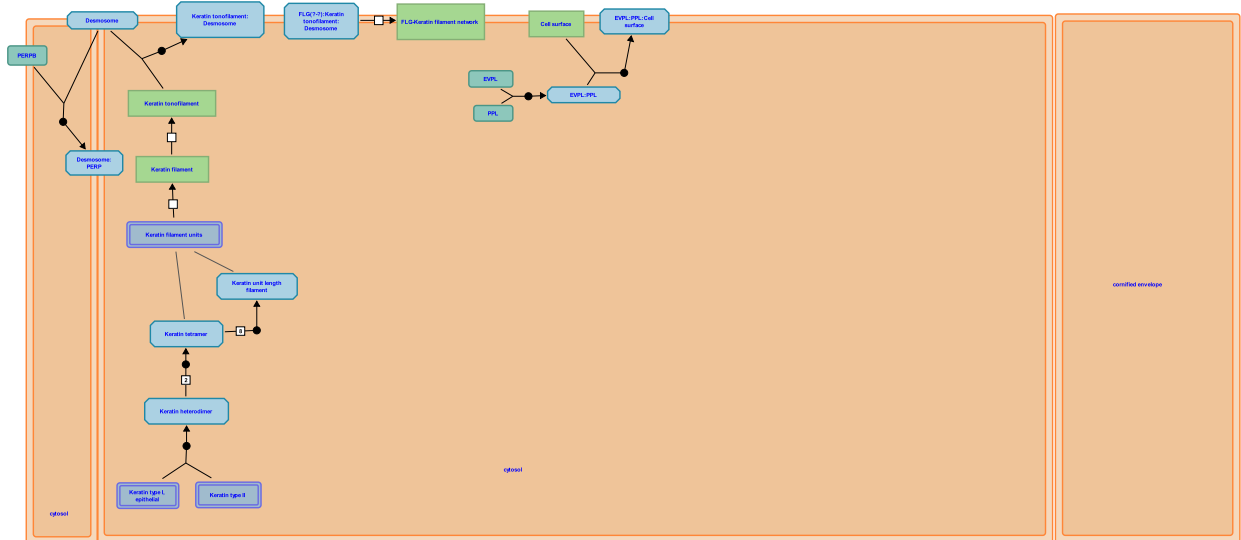 Desmosome
Keratin tonofilament:
Desmosome
FLG(?-?):Keratin
tonofilament:
Desmosome
FLG-Keratin filament network
Cell surface
EVPL:PPL:Cell
surface
PERPB
EVPL
EVPL:PPL
PPL
Keratin tonofilament
Desmosome:
PERP
Keratin filament
Keratin filament units
Keratin unit length
filament
cornified envelope
Keratin tetramer
8
2
Keratin heterodimer
cytosol
Keratin type I,
epithelial
Keratin type II
cytosol